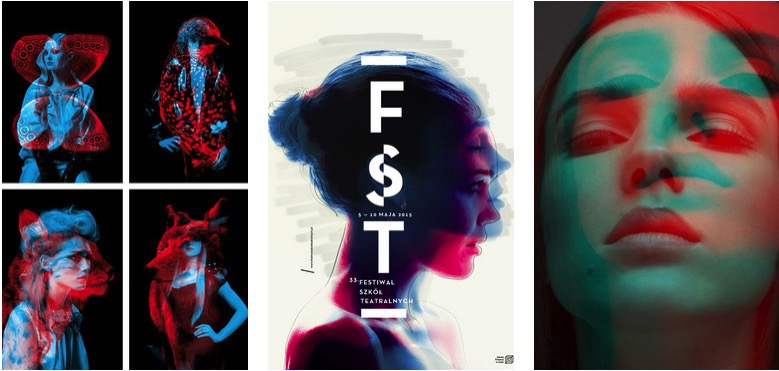 F
S
T
5 – 10 MAJA 2015
33. FESTIWAL
SZKÓŁ
TEATRALNYCH